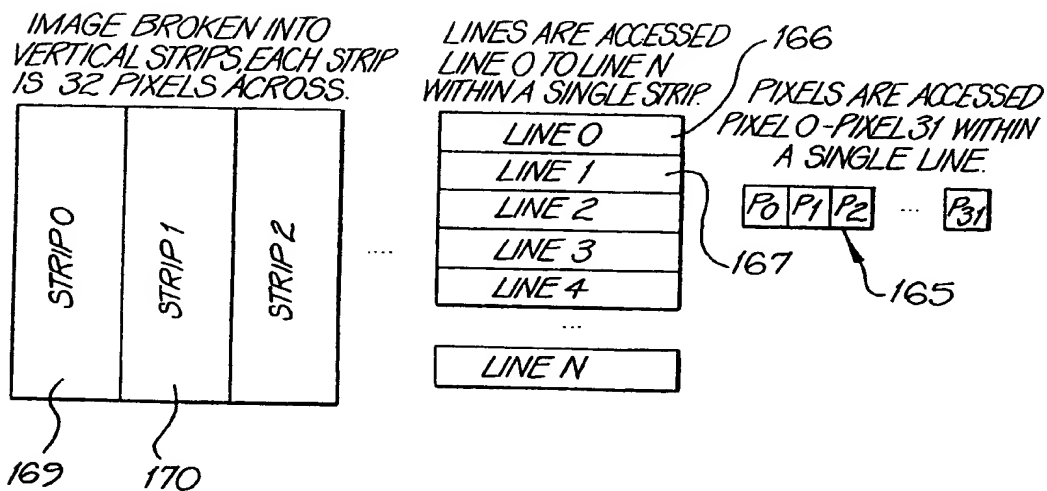 IMAGE BROKEN INTO
VERTICAL STRIPS, EACH STRIP
IS 32 PIXELS ACROSS.
STRIP 0
STRIP 1
STRIP 2
....
169
170
LINES ARE ACCESSED
LINE 0 TO LINE N
WITHIN A SINGLE STRIP.
166
LINE 0
LINE 1
LINE 2
LINE 3
LINE 4
...
LINE N
167
PIXELS ARE ACCESSED
PIXEL 0-PIXEL 31 WITHIN
A SINGLE LINE.
P0 P1 P2 ... P31
165